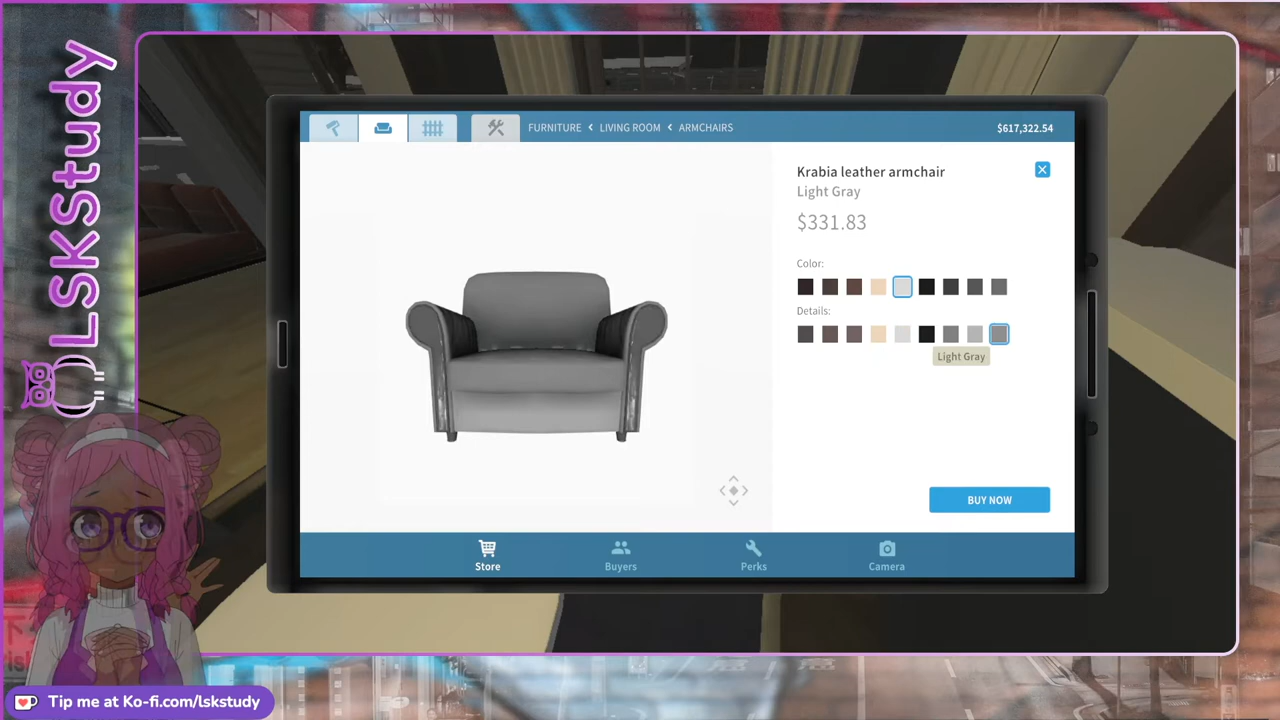 LSKStudy
FURNITURE < LIVING ROOM < ARMCHAIRS
$617,322.54
Krabia leather armchair
Light Gray
$331.83
Color:
Details:
Light Gray
BUY NOW
Store
Buyers
Perks
Camera
Tip me at Ko-fi.com/lskstudy